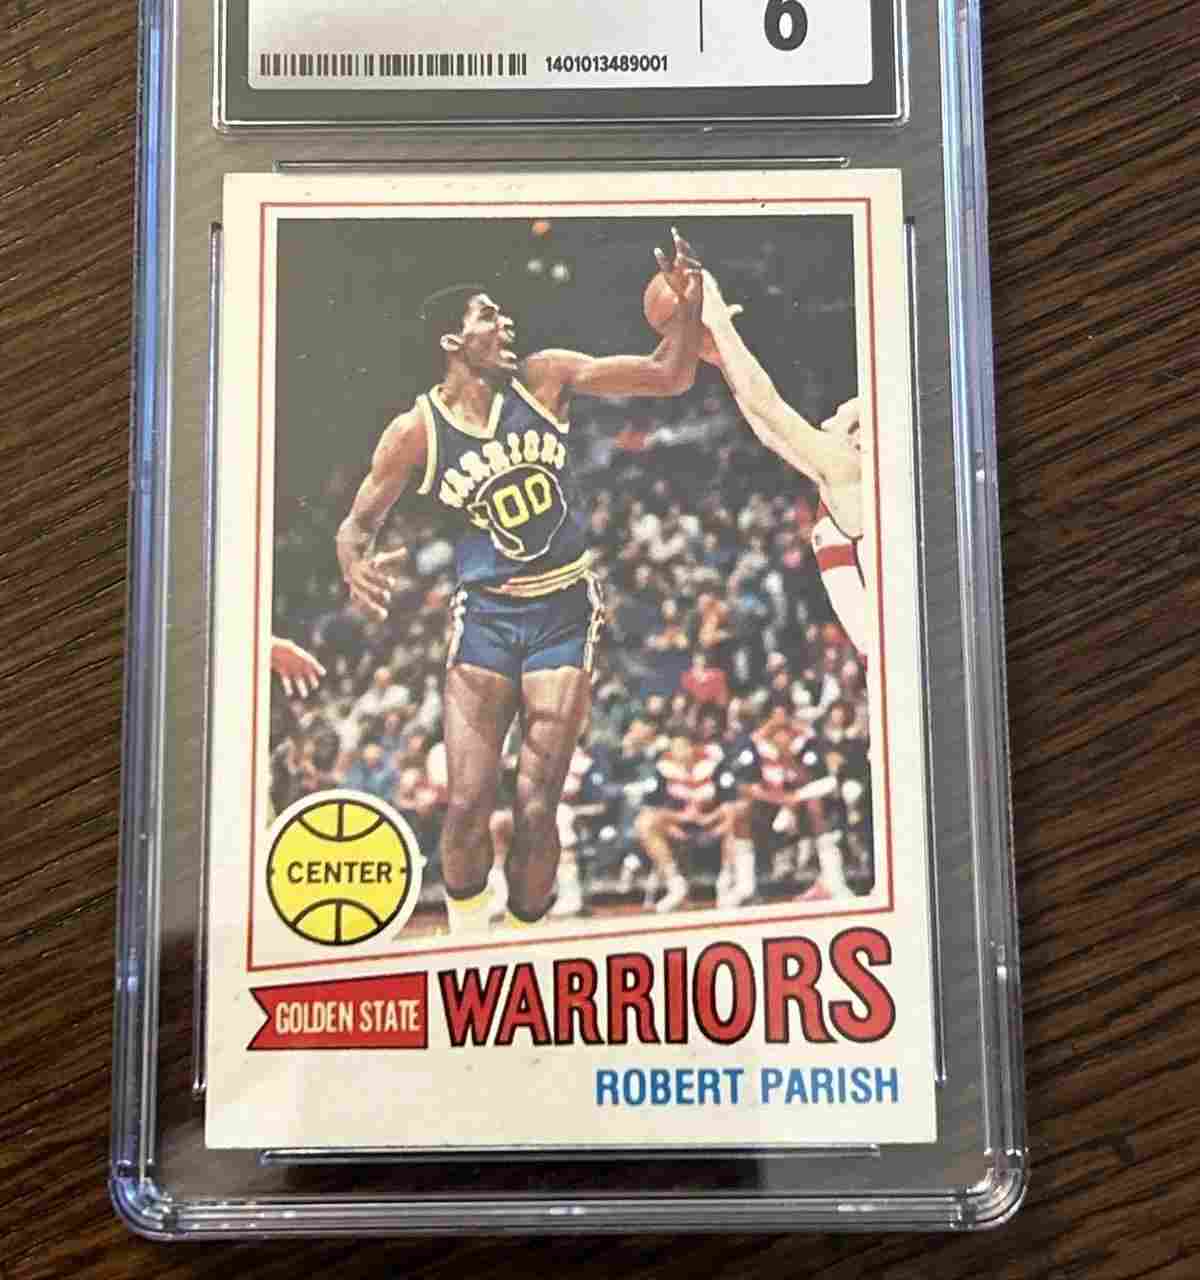 6
1401013489001
WARRIORS
00
CENTER
GOLDEN STATE WARRIORS
ROBERT PARISH